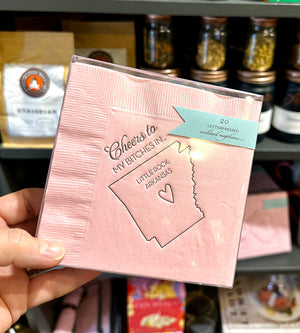 Cheers to
MY BITCHES IN...
LITTLE ROCK,
ARKANSAS
20
LETTERPRESSED
cocktail napkins
ETHIOPIAN